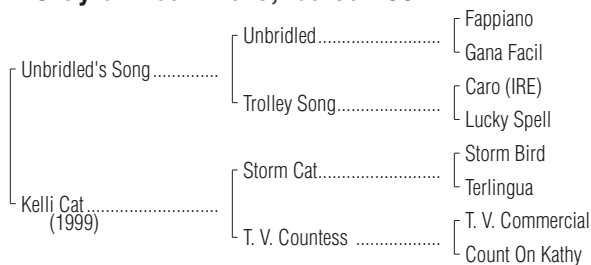 Fappiano
Unbridled
Gana Facil
Unbridled's Song
Caro (IRE)
Trolley Song
Lucky Spell
Storm Bird
Storm Cat
Terlingua
Kelli Cat
(1999)
T. V. Commercial
T. V. Countess
Count On Kathy